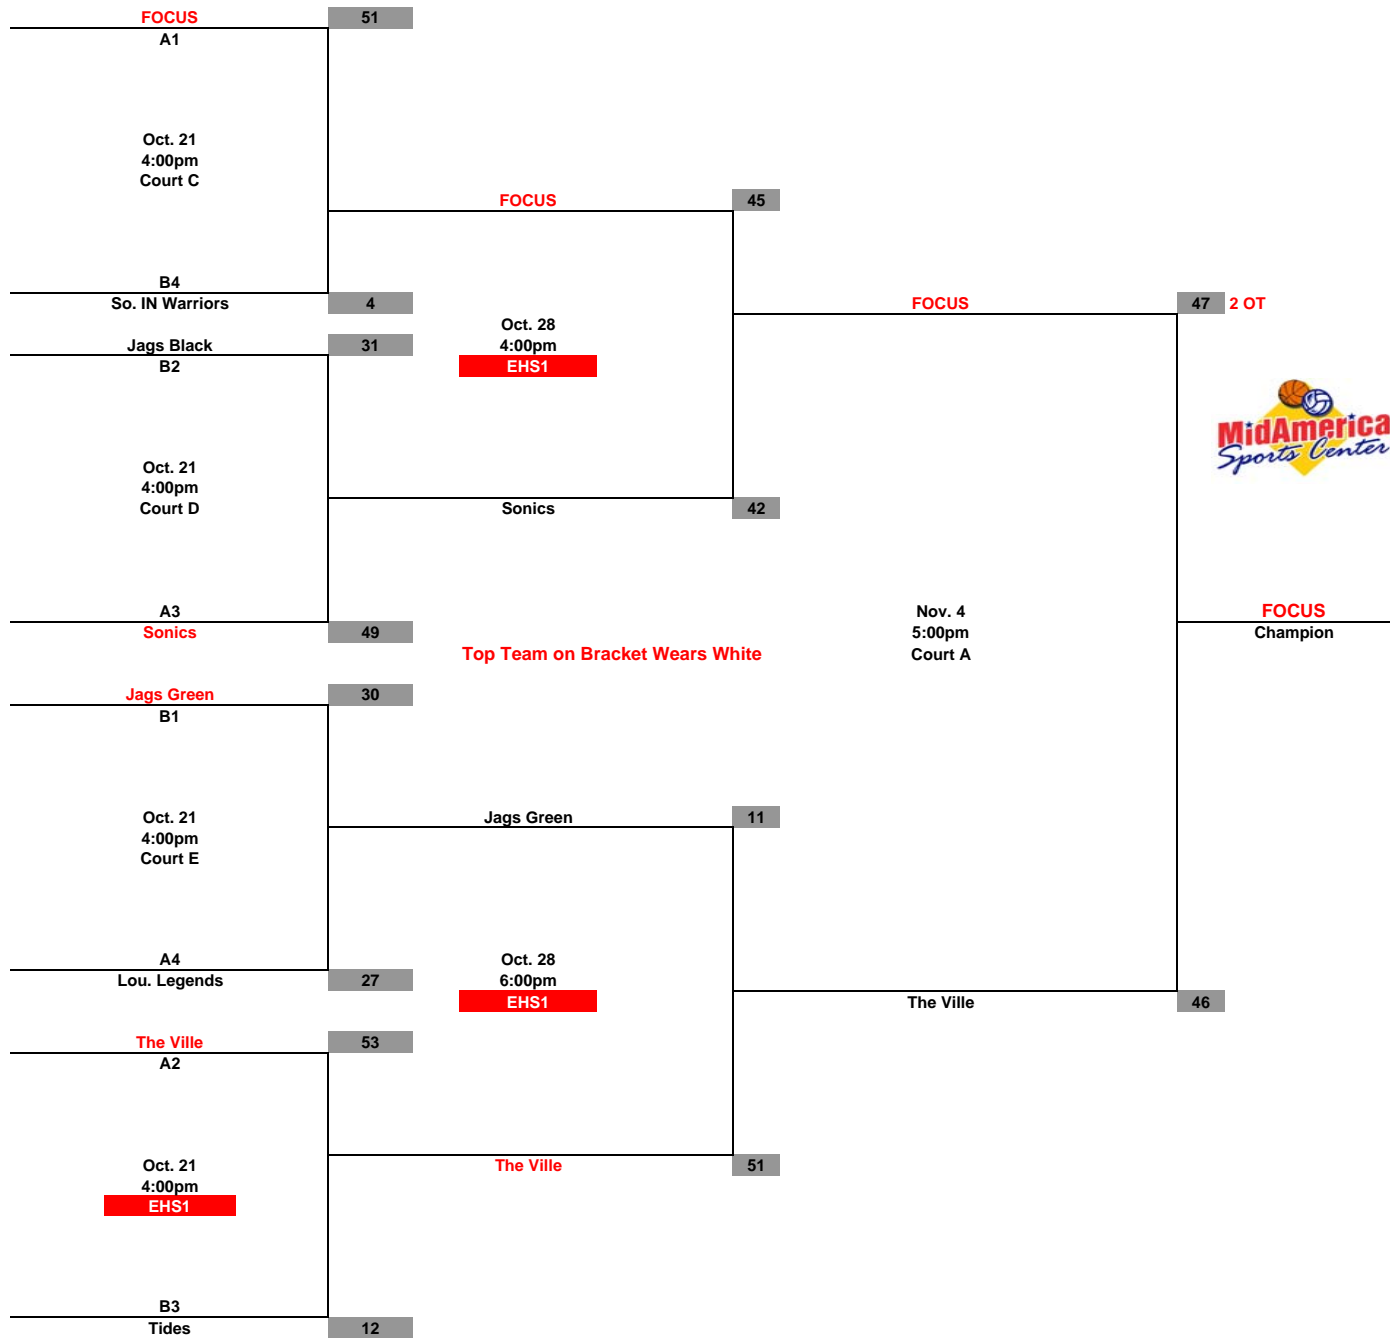 FOCUS 51
A1
Oct. 21
4:00pm
Court C
FOCUS 45
B4
So. IN Warriors 4
FOCUS 47 2 OT
Oct. 28
4:00pm
EHS1
Jags Black 31
B2
MidAmerica
Sports Center
Oct. 21
4:00pm
Court D
Sonics 42
A3
Sonics 49
Nov. 4
5:00pm
Court A
FOCUS
Champion
Top Team on Bracket Wears White
Jags Green 30
B1
Oct. 21
4:00pm
Court E
Jags Green 11
A4
Lou. Legends 27
Oct. 28
6:00pm
EHS1
The Ville 46
The Ville 53
A2
Oct. 21
4:00pm
EHS1
The Ville 51
B3
Tides 12